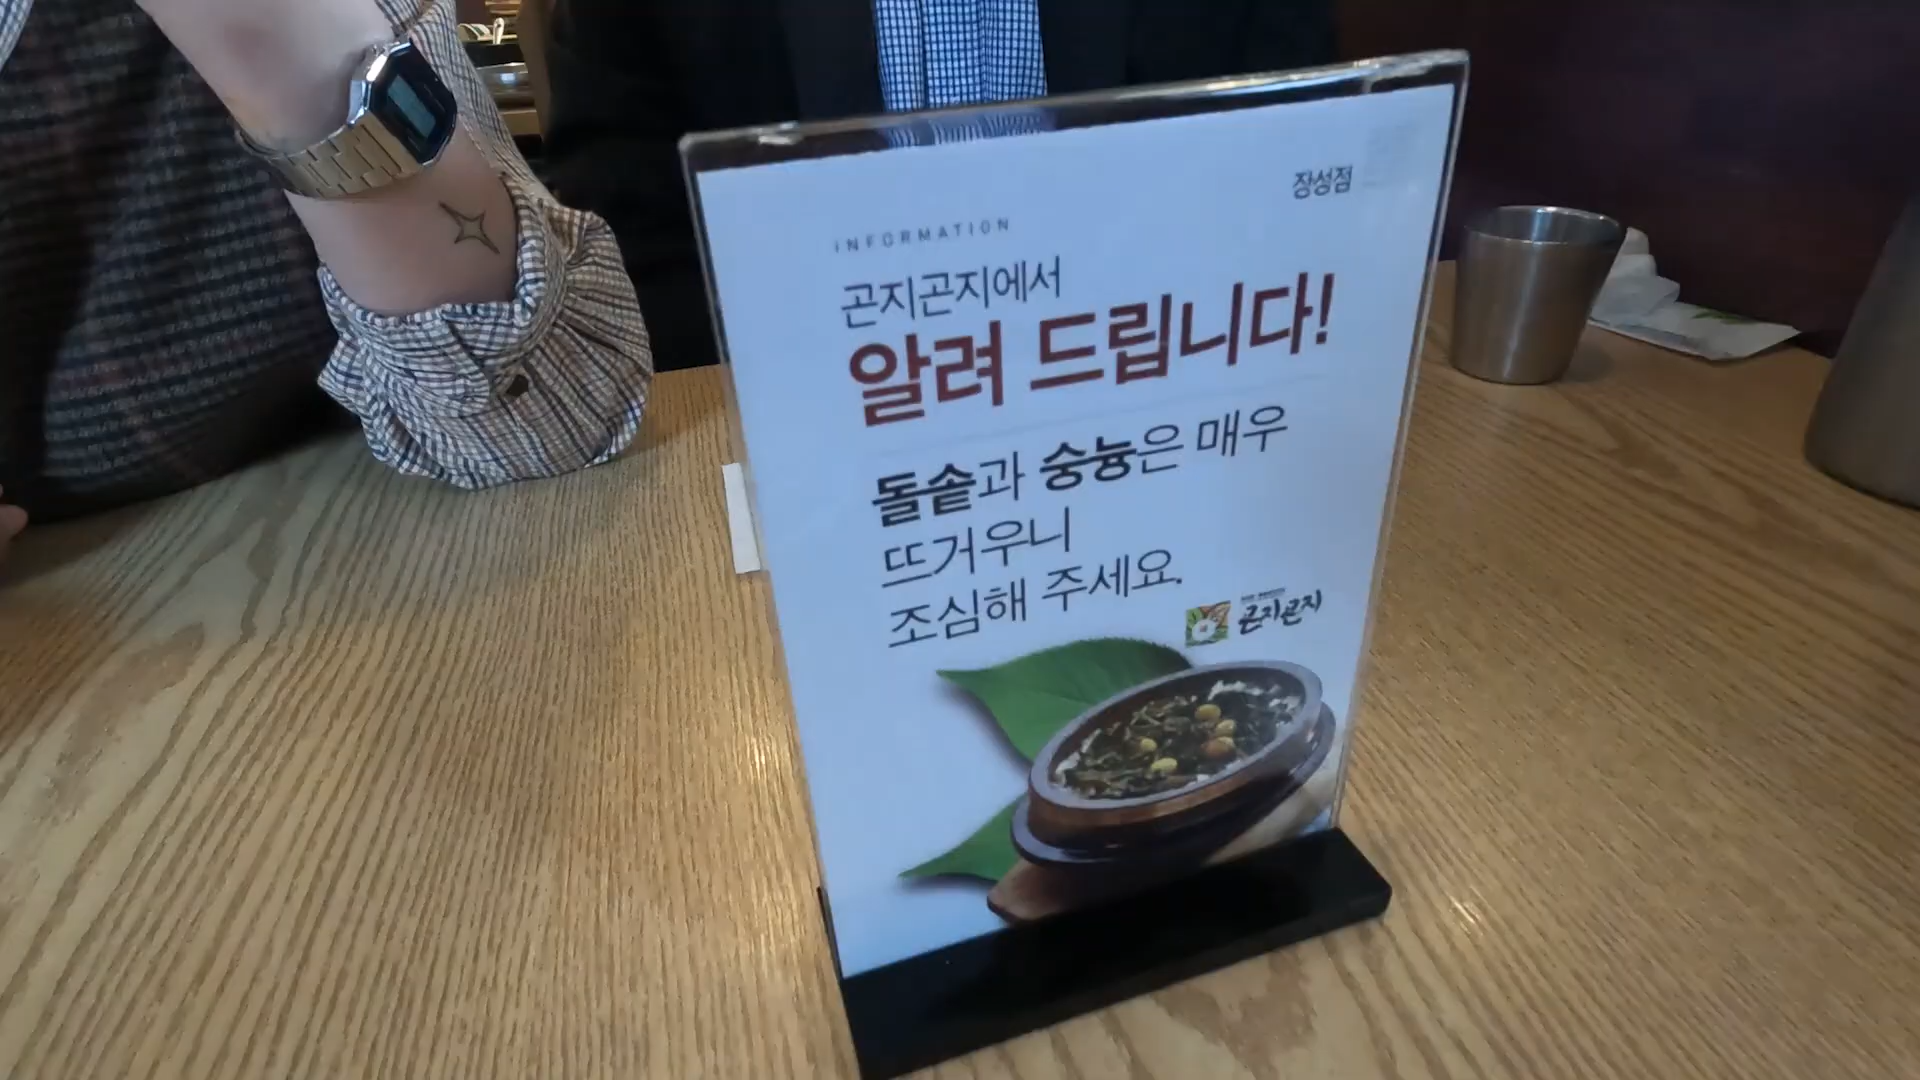 장성점
INFORMATION
곤지곤지에서
알려 드립니다!
돌솥과 숭늉은 매우
뜨거우니
조심해 주세요.
곤지곤지